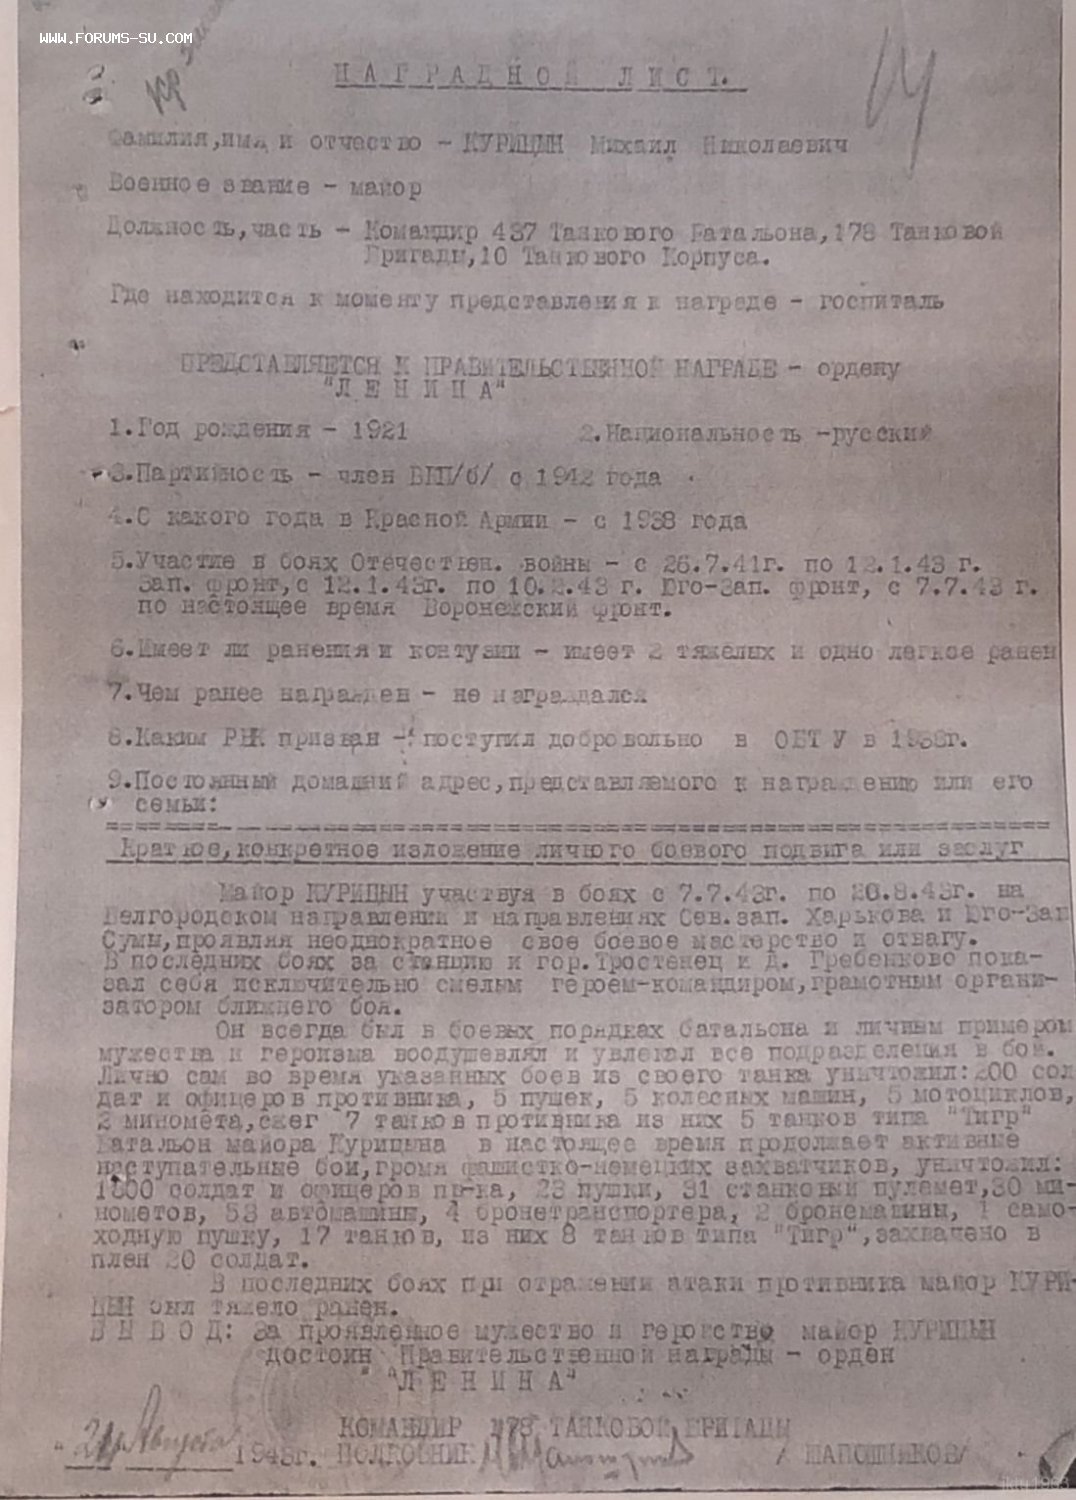 WWW.FORUMS-SU.COM
НАГРАДНОЙ ЛИСТ.
Фамилия,имя и отчество - КУРИЦЫН Михаил Николаевич
Военное звание - майор
Должность,часть - Командир 437 Танкового Батальона,178 Танковой
Бригады,10 Танкового Корпуса.
Где находится к моменту представления к награде - госпиталь
ПРЕДСТАВЛЯЕТСЯ К ПРАВИТЕЛЬСТВЕННОЙ НАГРАДЕ - ордену
"ЛЕНИНА"
1.Год рождения - 1921 2.Национальность -русский
3.Партийность - член ВКП/б/ с 1942 года
4.С какого года в Красной Армии - с 1938 года
5.Участие в боях Отечествен. войны - с 26.7.41г. по 12.1.43 г.
Зап. фронт,с 12.1.43г. по 10.2.43 г. Юго-Зап. фронт, с 7.7.43 г.
по настоящее время Воронежский фронт.
6.Имеет ли ранения и контузии - имеет 2 тяжелых и одно легкое ранен
7.Чем ранее награжден - не награждался
8.Каким РВК призван - поступил добровольно в ОБТУ в 1938г.
9.Постоянный домашний адрес,представляемого к награждению или его
семьи:
Краткое,конкретное изложение личного боевого подвига или заслуг
Майор КУРИЦЫН участвуя в боях с 7.7.43г. по 26.8.43г. на
Белгородском направлении и направлениях Сев.зап. Харькова и Юго-Зап
Сумы,проявлял неоднократное свое боевое мастерство и отвагу.
В последних боях за станцию и гор.Тростенец и д. Гребенково пока-
зал себя исключительно смелым героем-командиром,грамотным органи-
затором ближнего боя.
Он всегда был в боевых порядках батальона и личным примером
мужества и героизма воодушевлял и увлекал все подразделения в бой.
Лично сам во время указанных боев из своего танка уничтожил:200 сол
дат и офицеров противника, 5 пушек, 5 колесных машин, 5 мотоциклов,
2 миномета,сжег 7 танков противника из них 5 танков типа "Тигр"
Батальон майора Курицына в настоящее время продолжает активные
наступательные бои,громя фашистко-немецких захватчиков, уничтожил:
1800 солдат и офицеров пр-ка, 23 пушки, 31 станковый пулемет,30 ми-
нометов, 53 автомашины, 4 бронетранспортера, 2 бронемашины, 1 само-
ходную пушку, 17 танков, из них 8 танков типа "Тигр",захвачено в
плен 20 солдат.
В последних боях при отражении атаки противника майор КУРИ-
ЦЫН был тяжело ранен.
ВЫВОД: За проявленное мужество и геройство майор КУРИЦЫН
достоин Правительственной награды - орден
"ЛЕНИНА"
КОМАНДИР 178 ТАНКОВОЙ БРИГАДЫ
"24 Августа 1943г. ПОЛКОВНИК /ШАПОШНИКОВ/